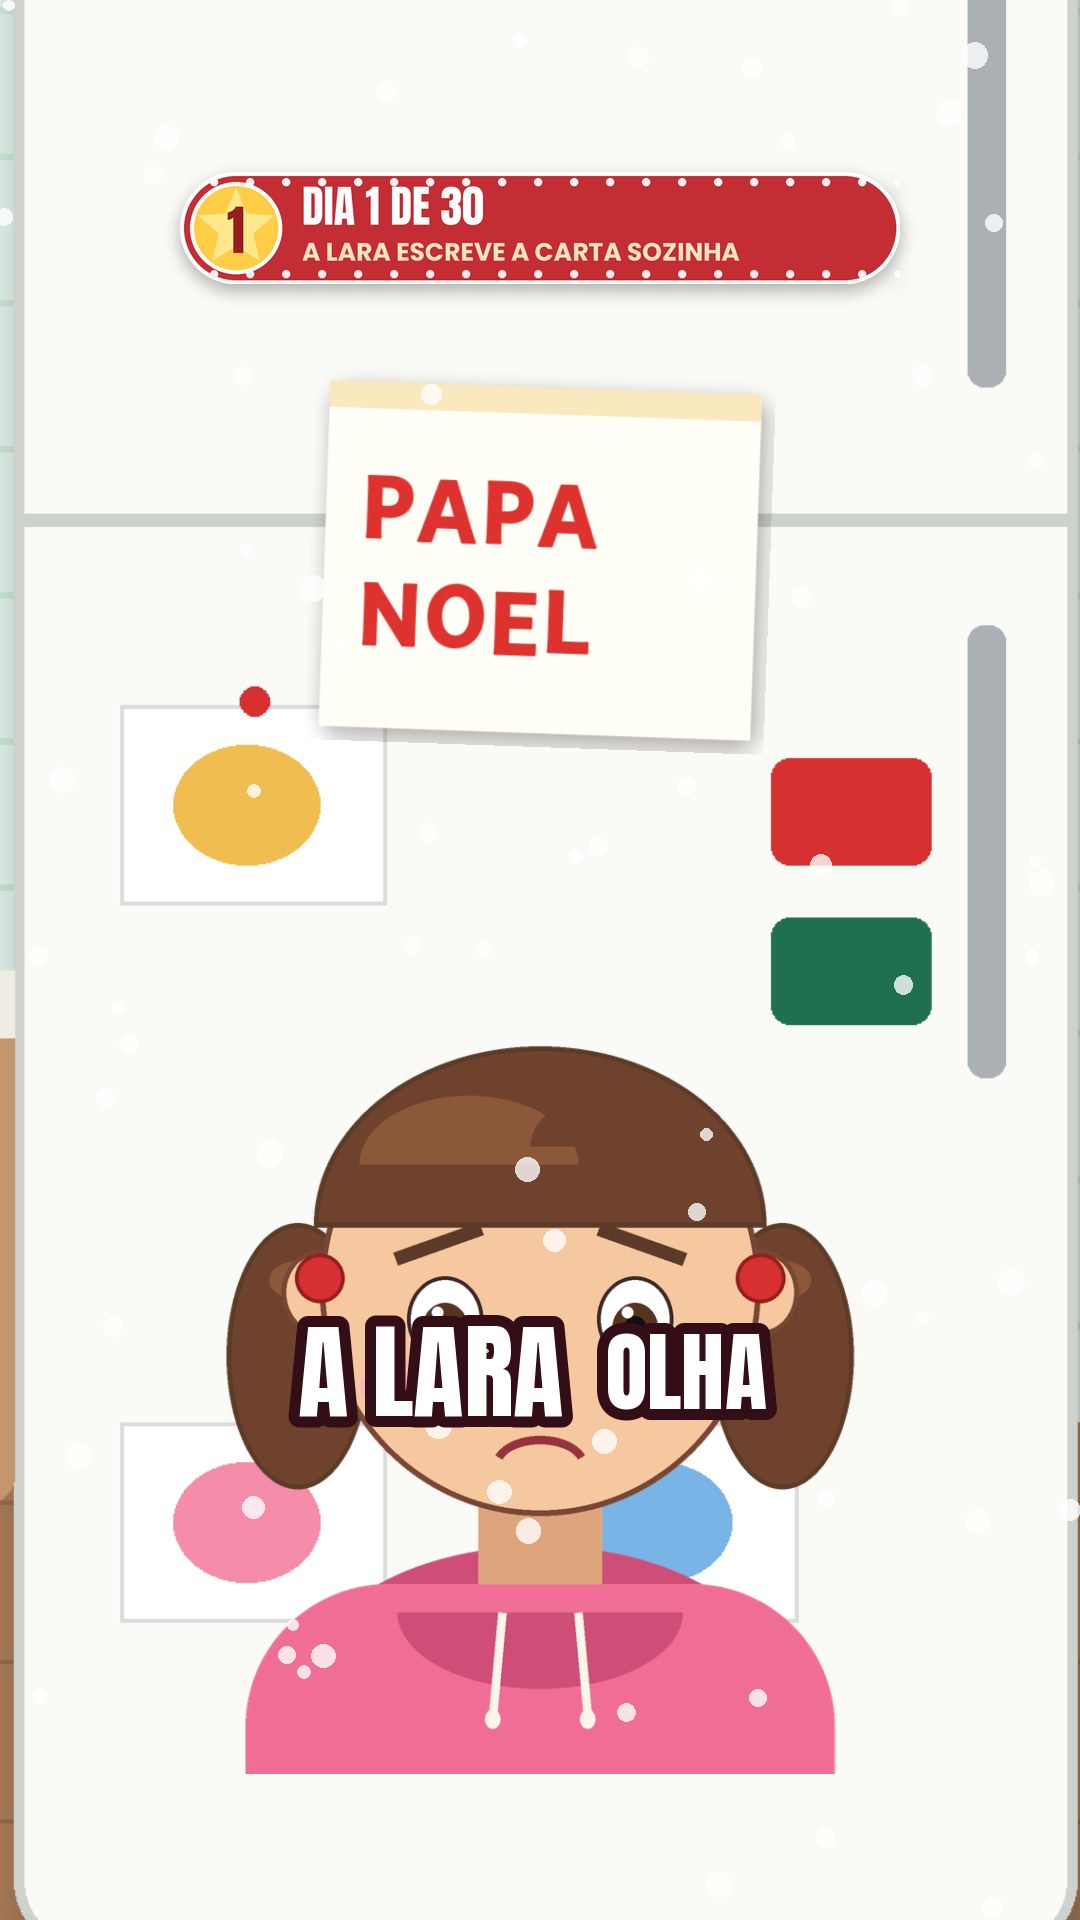 1
DIA 1 DE 30
A LARA ESCREVE A CARTA SOZINHA
PAPA
NOEL
A LARA OLHA